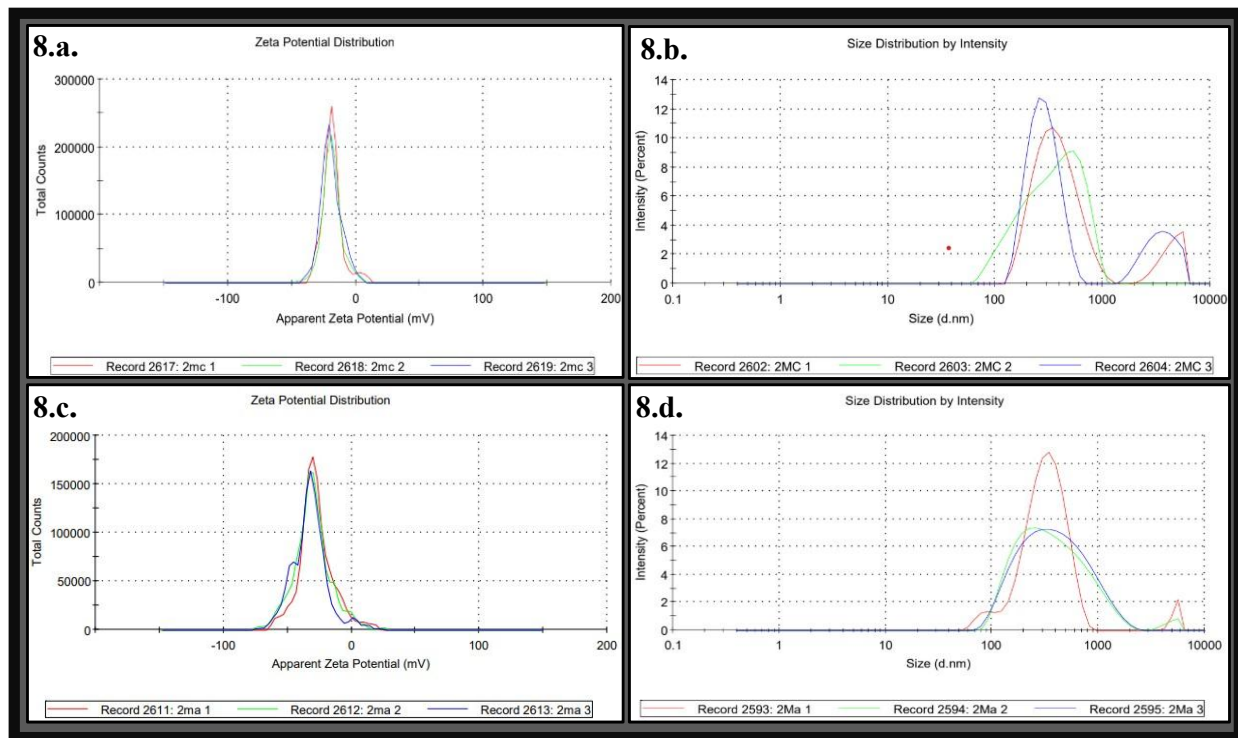 8.a.
Zeta Potential Distribution
300000
200000
100000
0
Total Counts
-100 0 100 200
Apparent Zeta Potential (mV)
Record 2617: 2mc 1 Record 2618: 2mc 2 Record 2619: 2mc 3
8.b.
Size Distribution by Intensity
14
12
10
8
6
4
2
0
Intensity (Percent)
0.1 1 10 100 1000 10000
Size (d.nm)
Record 2602: 2MC 1 Record 2603: 2MC 2 Record 2604: 2MC 3
8.c.
Zeta Potential Distribution
200000
150000
100000
50000
0
Total Counts
-100 0 100 200
Apparent Zeta Potential (mV)
Record 2611: 2ma 1 Record 2612: 2ma 2 Record 2613: 2ma 3
8.d.
Size Distribution by Intensity
14
12
10
8
6
4
2
0
Intensity (Percent)
0.1 1 10 100 1000 10000
Size (d.nm)
Record 2593: 2Ma 1 Record 2594: 2Ma 2 Record 2595: 2Ma 3